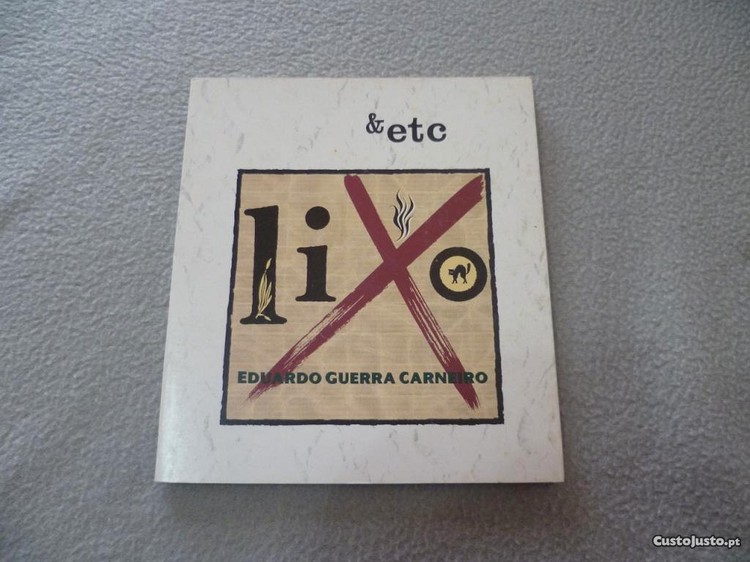 & etc
liXo
EDUARDO GUERRA CARNEIRO
CustoJusto.pt